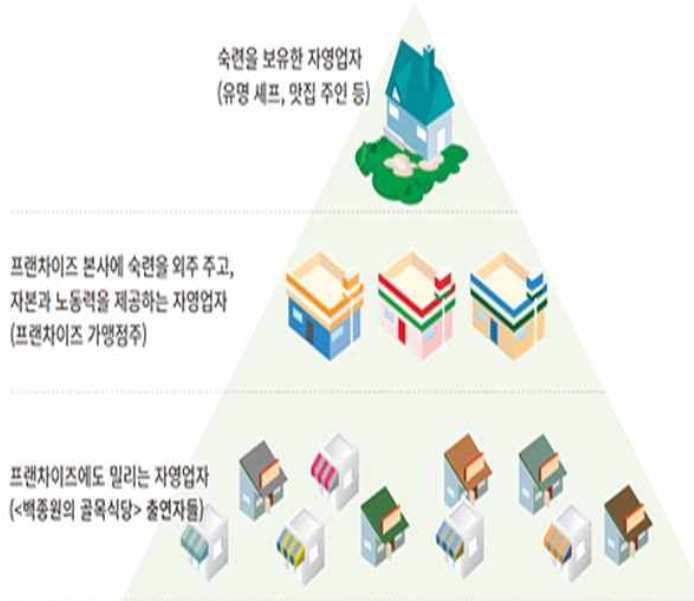 숙련을 보유한 자영업자
(유명 셰프, 맛집 주인 등)
프랜차이즈 본사에 숙련을 외주 주고,
자본과 노동력을 제공하는 자영업자
(프랜차이즈 가맹점주)
프랜차이즈에도 밀리는 자영업자
(<백종원의 골목식당> 출연자들)